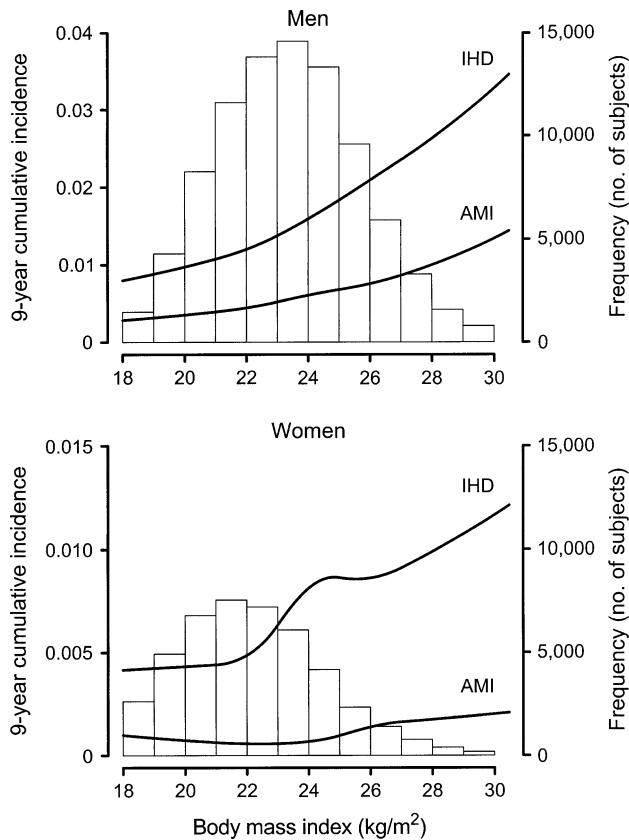 Men
0.04
15,000
IHD
0.03
10,000
9-year cumulative incidence
0.02
Frequency (no. of subjects)
AMI
5,000
0.01
0
0
18 20 22 24 26 28 30
Women
0.015
15,000
IHD
0.010
10,000
9-year cumulative incidence
Frequency (no. of subjects)
0.005
5,000
AMI
0
0
18 20 22 24 26 28 30
Body mass index (kg/m²)